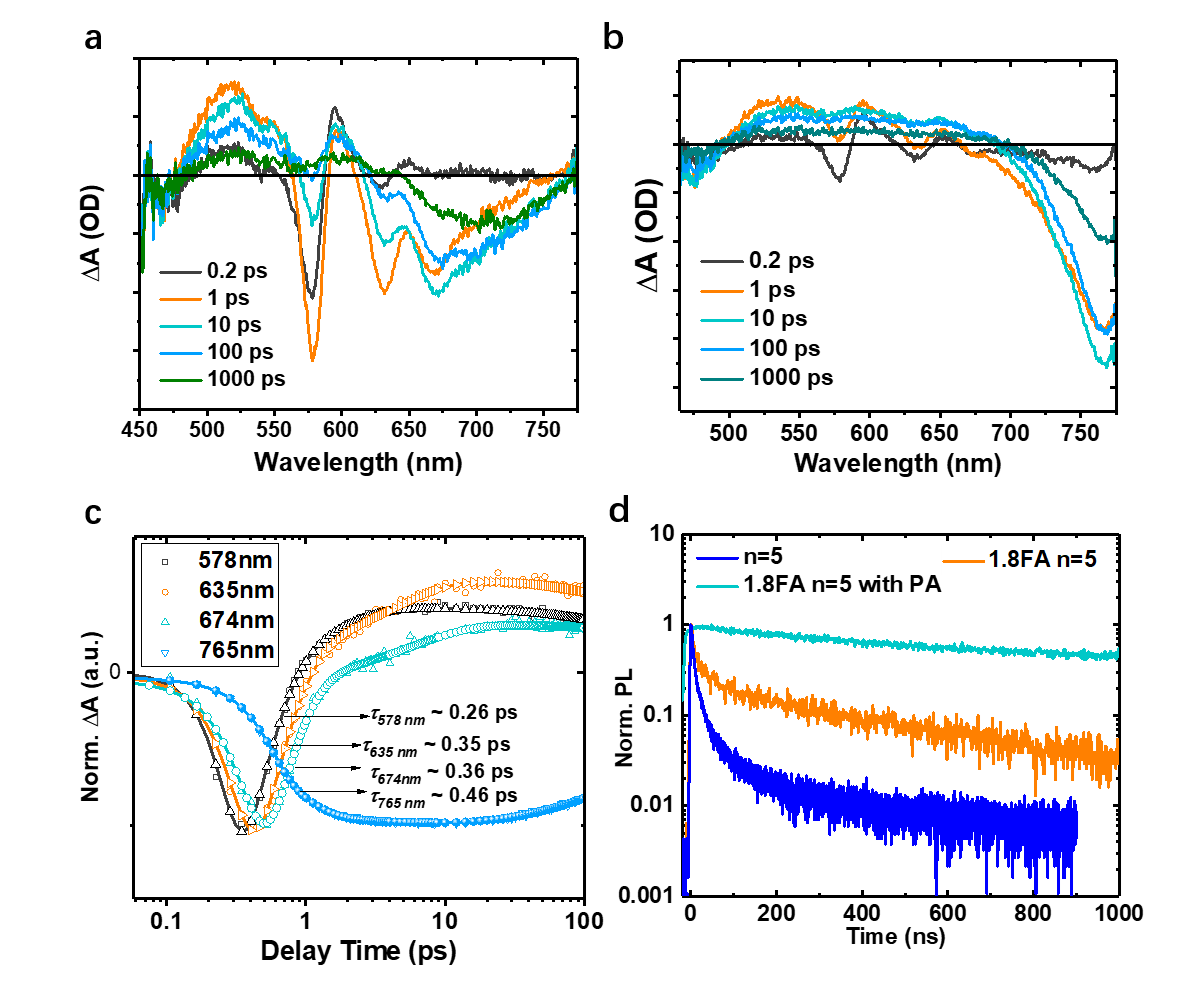 a
ΔA (OD)
0.2 ps
1 ps
10 ps
100 ps
1000 ps
450 500 550 600 650 700 750
Wavelength (nm)
b
ΔA (OD)
0.2 ps
1 ps
10 ps
100 ps
1000 ps
500 550 600 650 700 750
Wavelength (nm)
c
Norm. ΔA (a.u.)
0
578nm
635nm
674nm
765nm
τ578 nm ~ 0.26 ps
τ635 nm ~ 0.35 ps
τ674nm ~ 0.36 ps
τ765 nm ~ 0.46 ps
0.1 1 10 100
Delay Time (ps)
d
Norm. PL
10
1
0.1
0.01
0.001
n=5
1.8FA n=5
1.8FA n=5 with PA
0 200 400 600 800 1000
Time (ns)